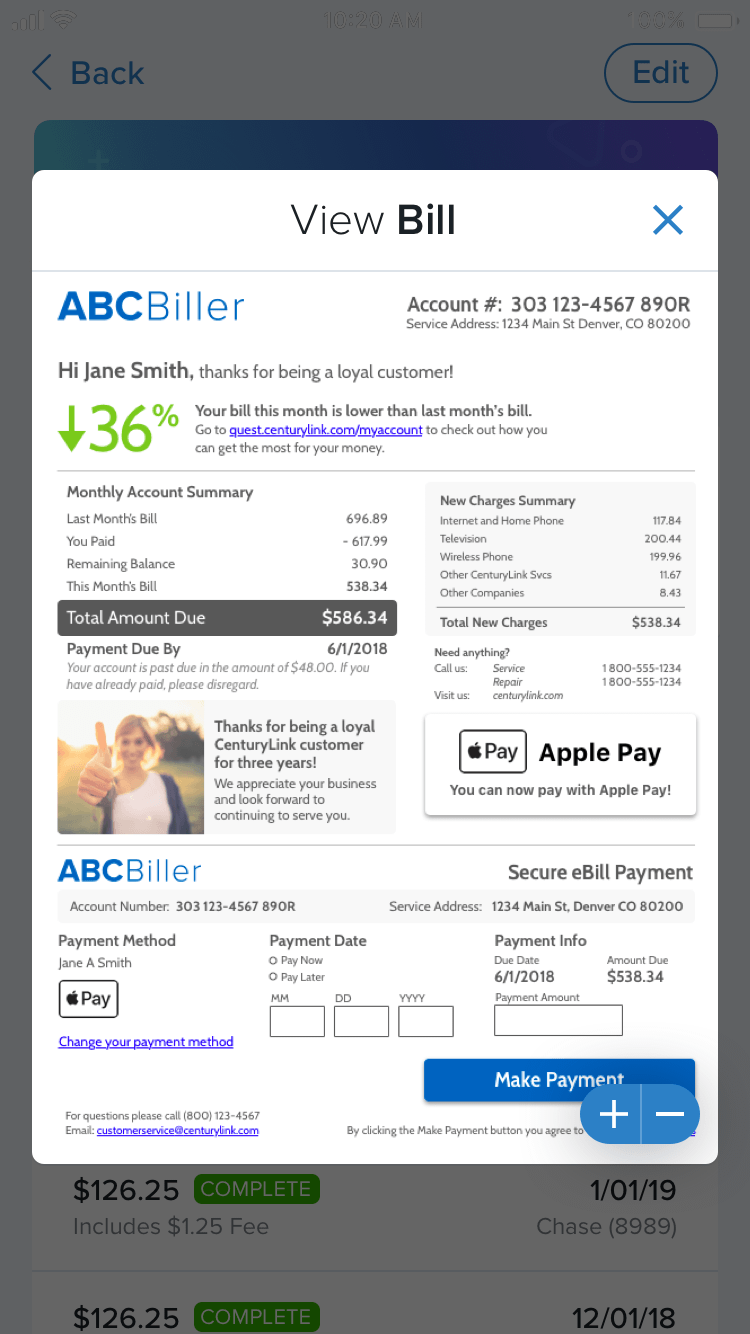 10:20 AM 100%
Back Edit
View Bill
ABCBiller
Account #: 303 123-4567 890R
Service Address: 1234 Main St Denver, CO 80200
Hi Jane Smith, thanks for being a loyal customer!
36%
Your bill this month is lower than last month's bill.
Go to quest.centurylink.com/myaccount to check out how you
can get the most for your money.
Monthly Account Summary
Last Month's Bill 696.89
You Paid - 617.99
Remaining Balance 30.90
This Month's Bill 538.34
Total Amount Due $586.34
Payment Due By 6/1/2018
Your account is past due in the amount of $48.00. If you
have already paid, please disregard.
New Charges Summary
Internet and Home Phone 117.84
Television 200.44
Wireless Phone 199.96
Other CenturyLink Svcs 11.67
Other Companies 8.43
Total New Charges $538.34
Need anything?
Call us: Service 1 800-555-1234
Repair 1 800-555-1234
Visit us: centurylink.com
Thanks for being a loyal
CenturyLink customer
for three years!
We appreciate your business
and look forward to
continuing to serve you.
Pay Apple Pay
You can now pay with Apple Pay!
ABCBiller
Secure eBill Payment
Account Number: 303 123-4567 890R Service Address: 1234 Main St, Denver CO 80200
Payment Method
Jane A Smith
Pay
Change your payment method
Payment Date
Pay Now
Pay Later
MM DD YYYY
Payment Info
Due Date Amount Due
6/1/2018 $538.34
Payment Amount
Make Payment
For questions please call (800) 123-4567
Email: customerservice@centurylink.com
By clicking the Make Payment button you agree to
$126.25 COMPLETE 1/01/19
Includes $1.25 Fee Chase (8989)
$126.25 COMPLETE 12/01/18